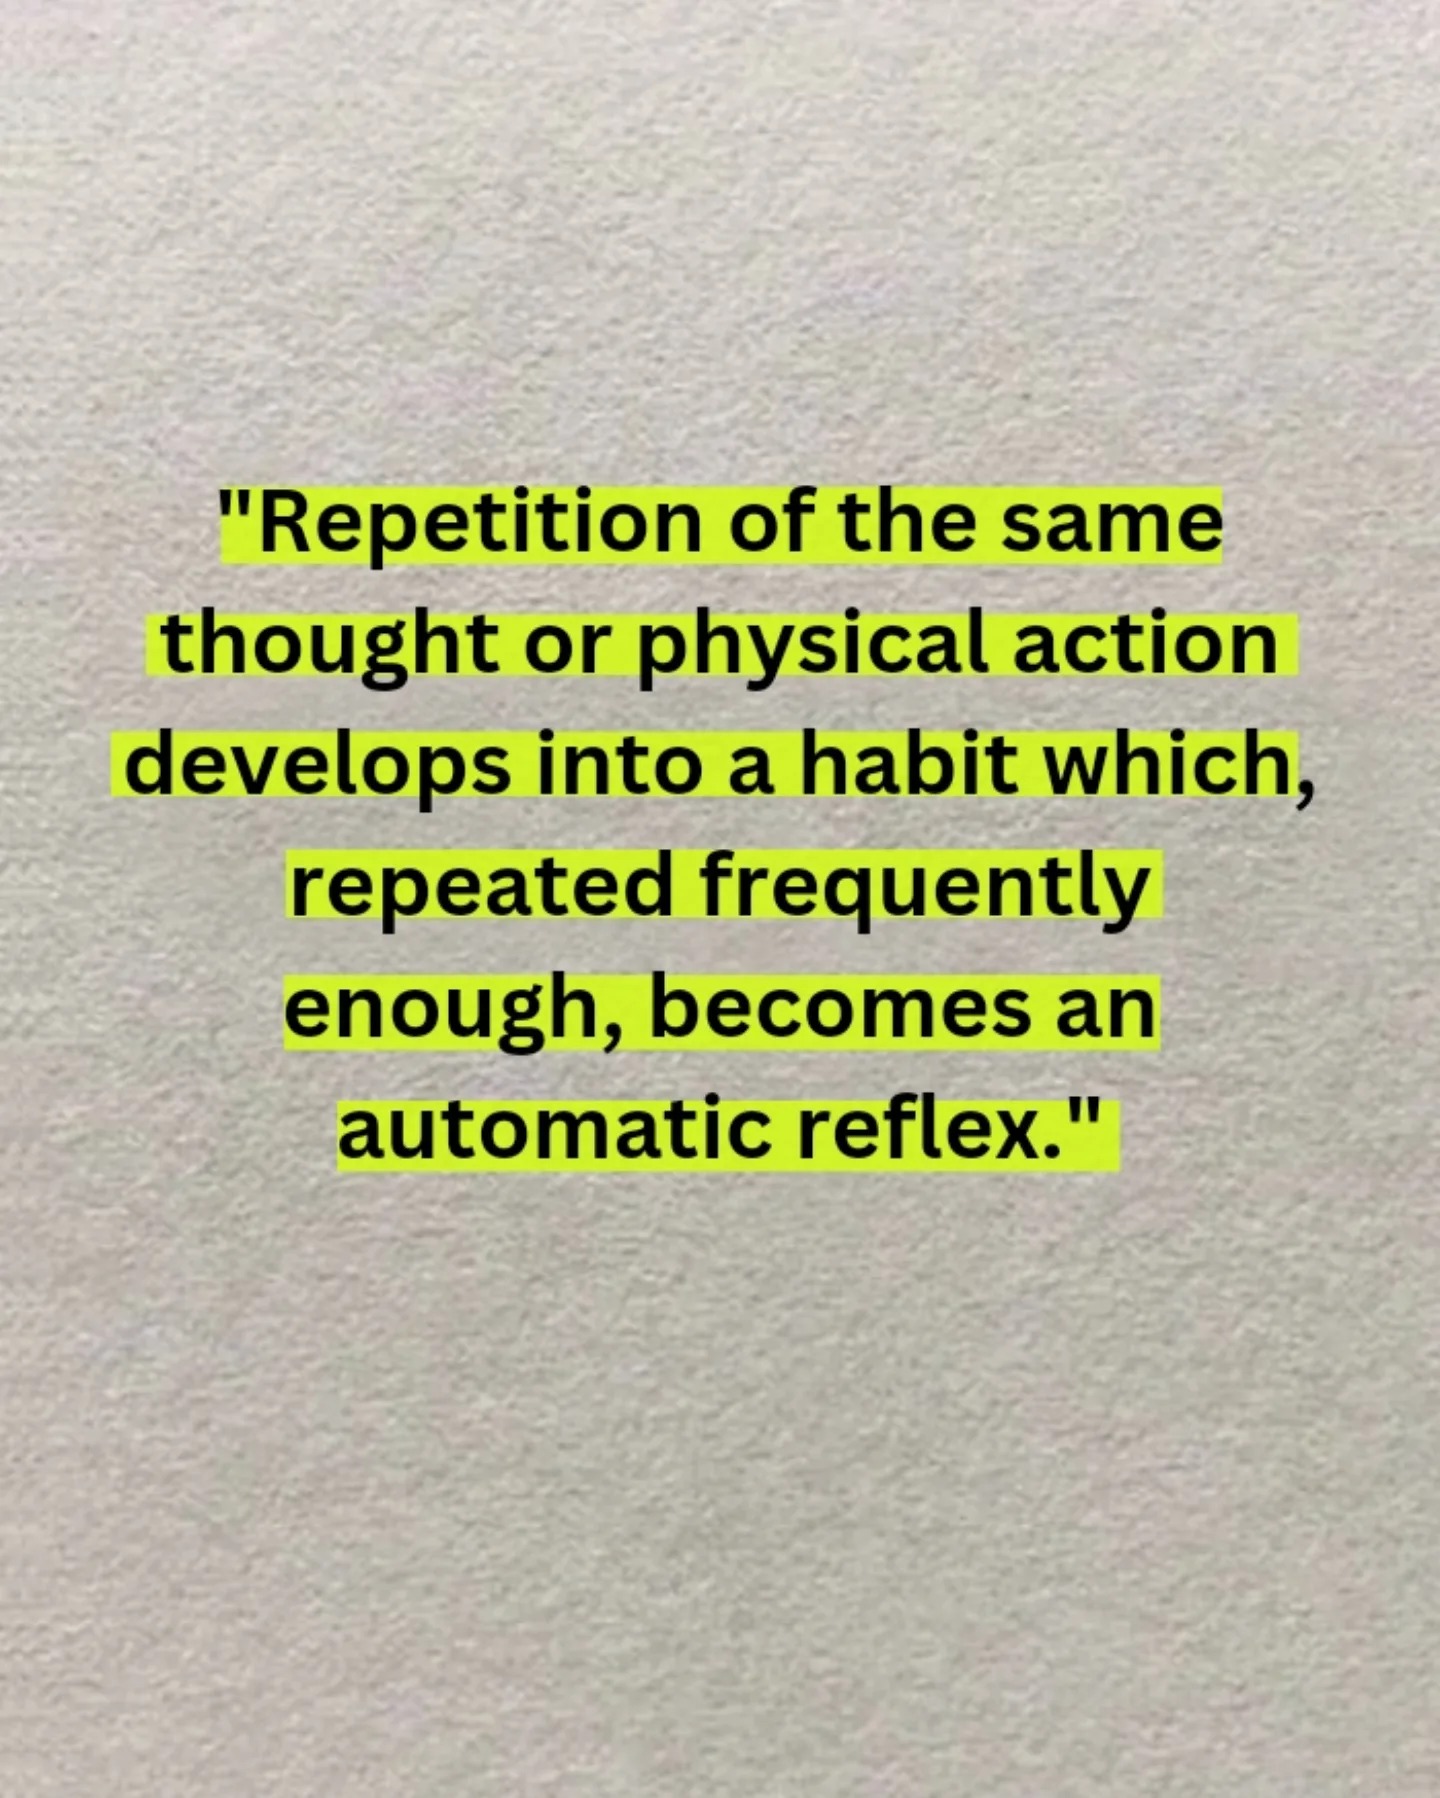 "Repetition of the same
thought or physical action
develops into a habit which,
repeated frequently
enough, becomes an
automatic reflex."